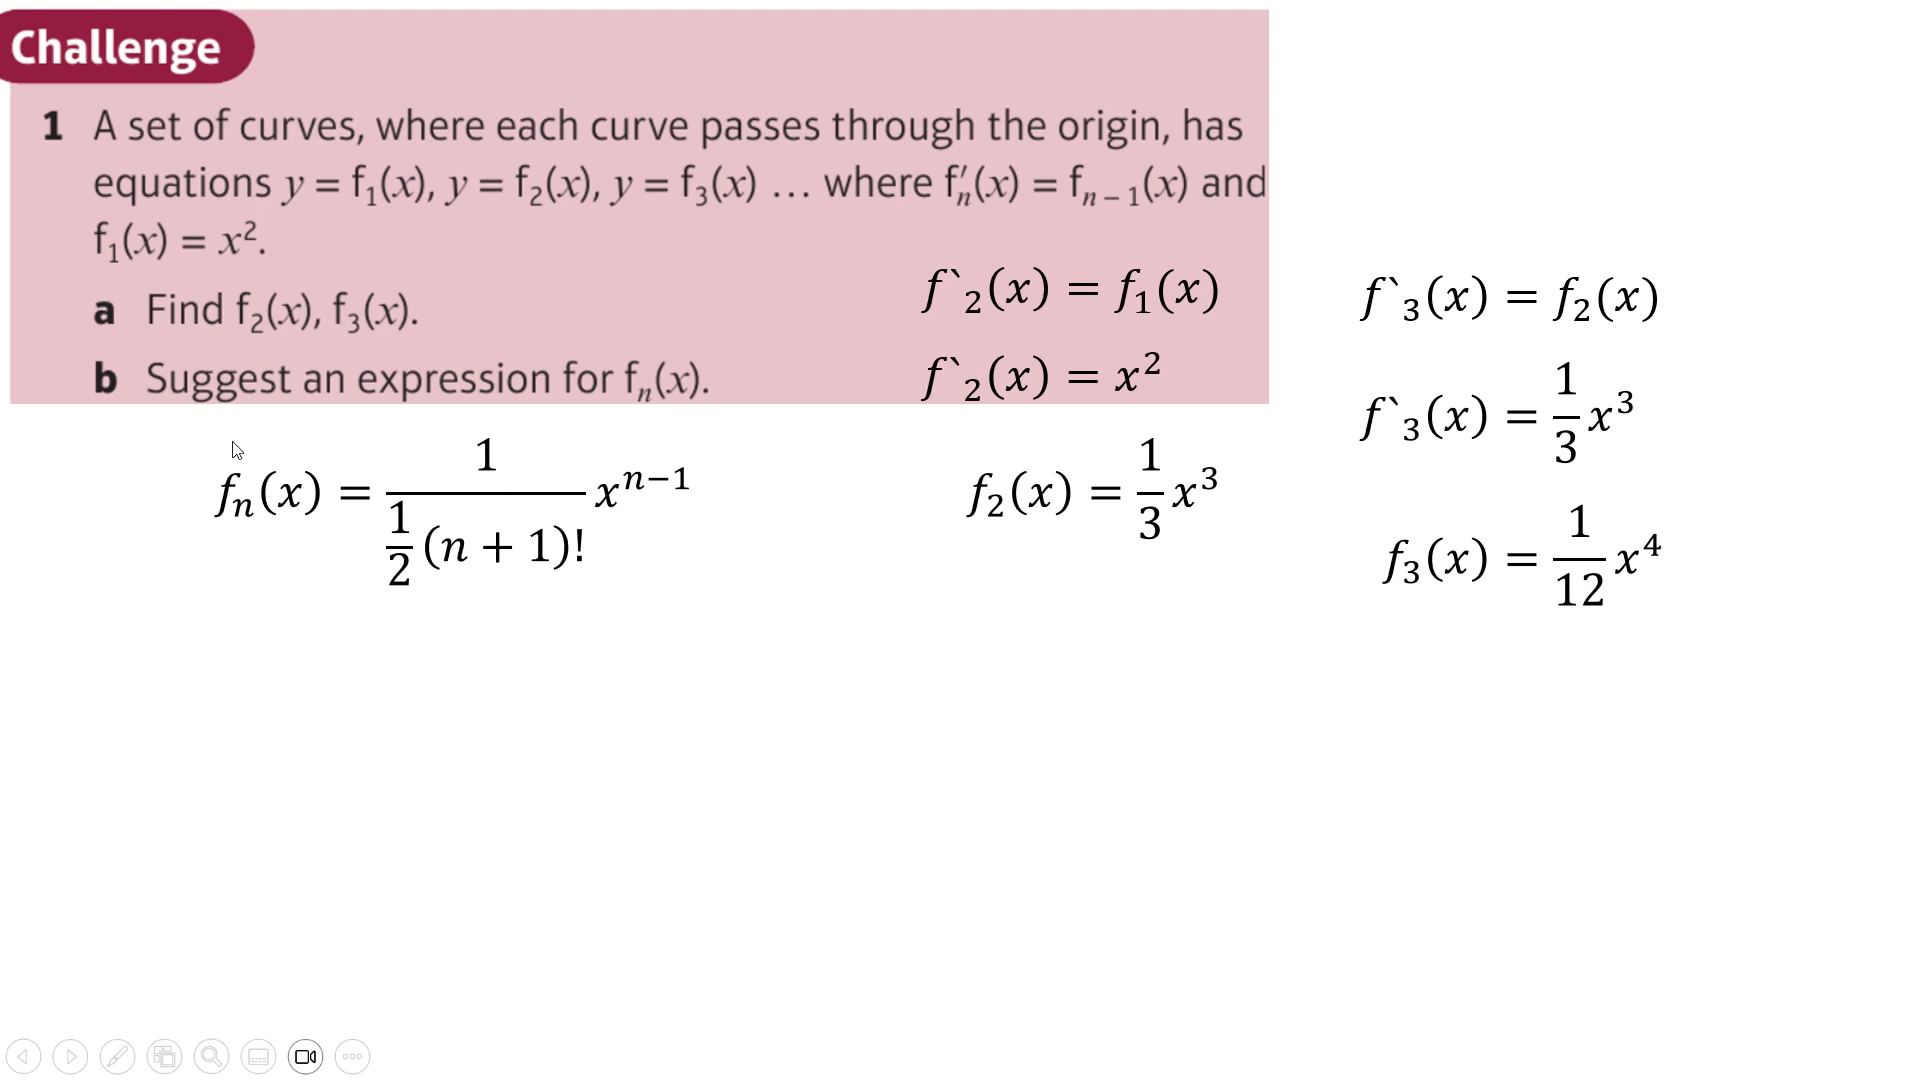 Challenge
1 A set of curves, where each curve passes through the origin, has
equations y = f₁(x), y = f₂(x), y = f₃(x) … where f′ₙ(x) = fₙ₋₁(x) and
f₁(x) = x².
a Find f₂(x), f₃(x).
b Suggest an expression for fₙ(x).
f`₂(x) = f₁(x)
f`₂(x) = x²
f₂(x) = 1/3 x³
f`₃(x) = f₂(x)
f`₃(x) = 1/3 x³
f₃(x) = 1/12 x⁴
fₙ(x) = 1/(1/2 (n + 1)!) xⁿ⁻¹